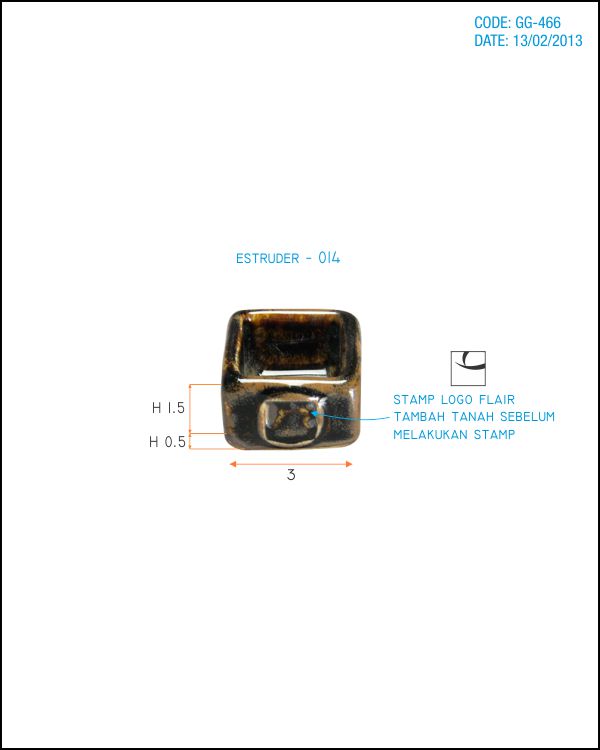 CODE: GG-466
DATE: 13/02/2013
ESTRUDER - 014
STAMP LOGO FLAIR
H 1.5
TAMBAH TANAH SEBELUM
MELAKUKAN STAMP
H 0.5
3